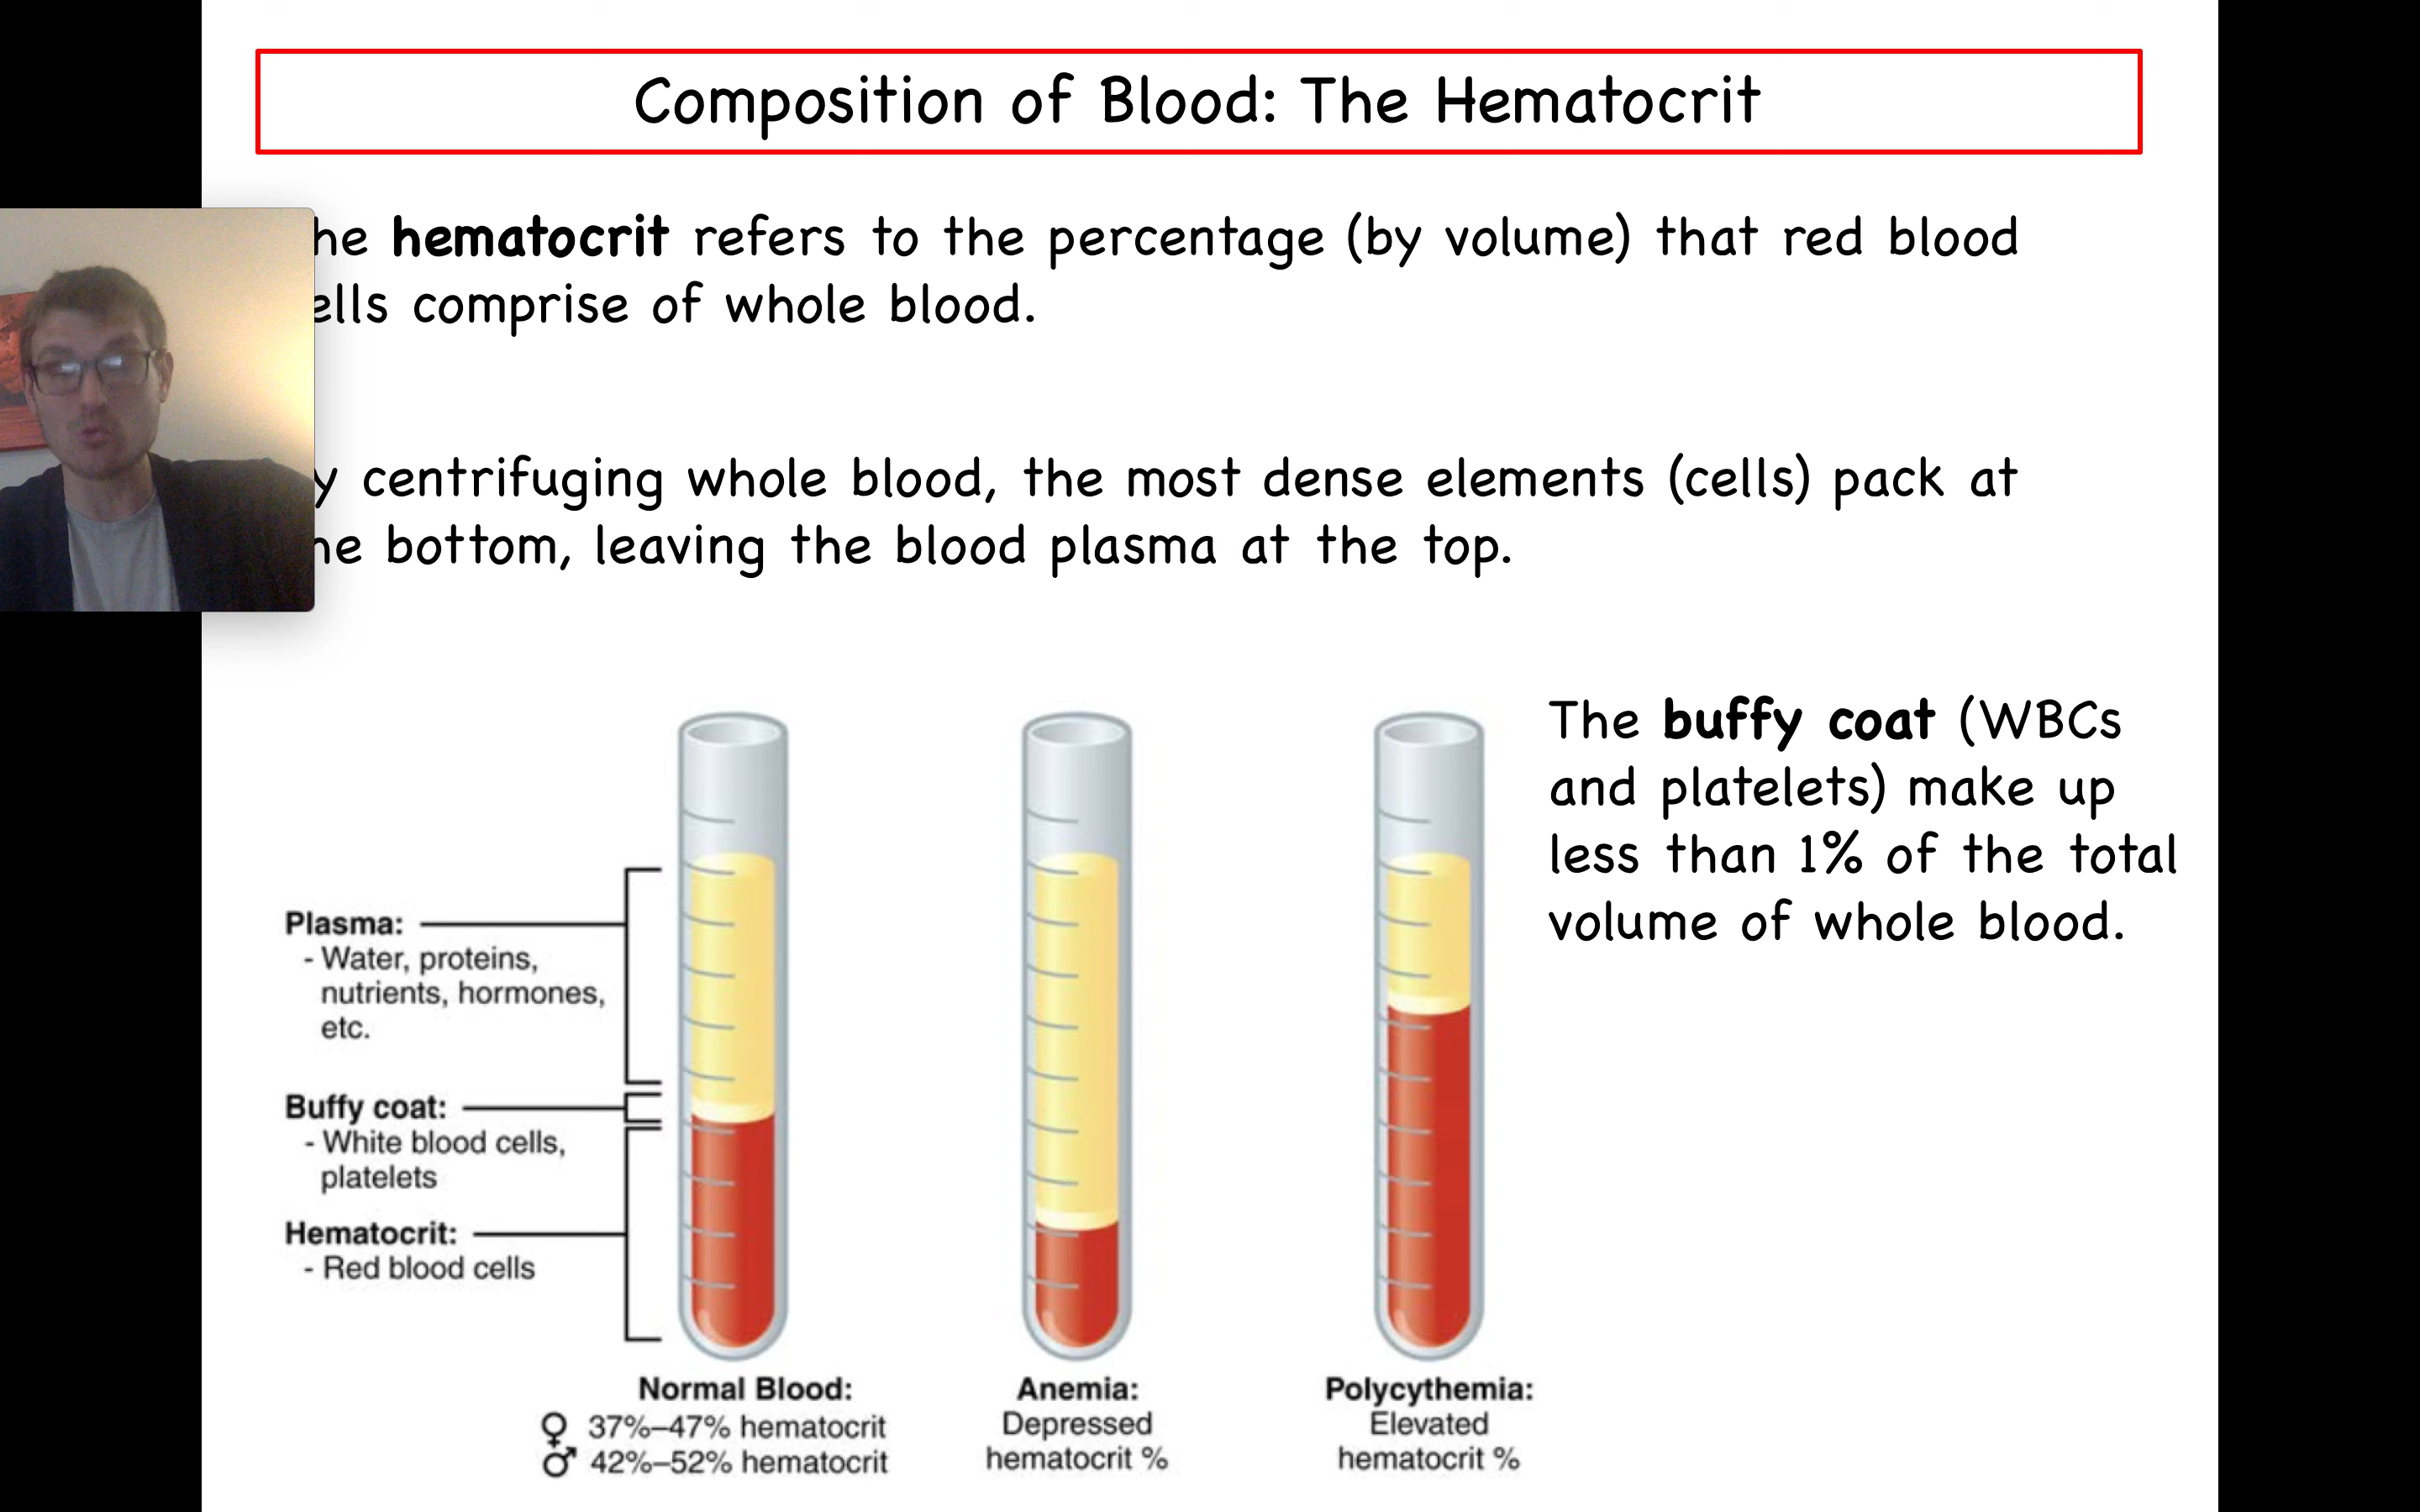 Composition of Blood: The Hematocrit
he hematocrit refers to the percentage (by volume) that red blood
ells comprise of whole blood.
y centrifuging whole blood, the most dense elements (cells) pack at
he bottom, leaving the blood plasma at the top.
The buffy coat (WBCs
and platelets) make up
less than 1% of the total
volume of whole blood.
Plasma:
- Water, proteins,
nutrients, hormones,
etc.
Buffy coat:
- White blood cells,
platelets
Hematocrit:
- Red blood cells
Normal Blood:
♀ 37%–47% hematocrit
♂ 42%–52% hematocrit
Anemia:
Depressed
hematocrit %
Polycythemia:
Elevated
hematocrit %